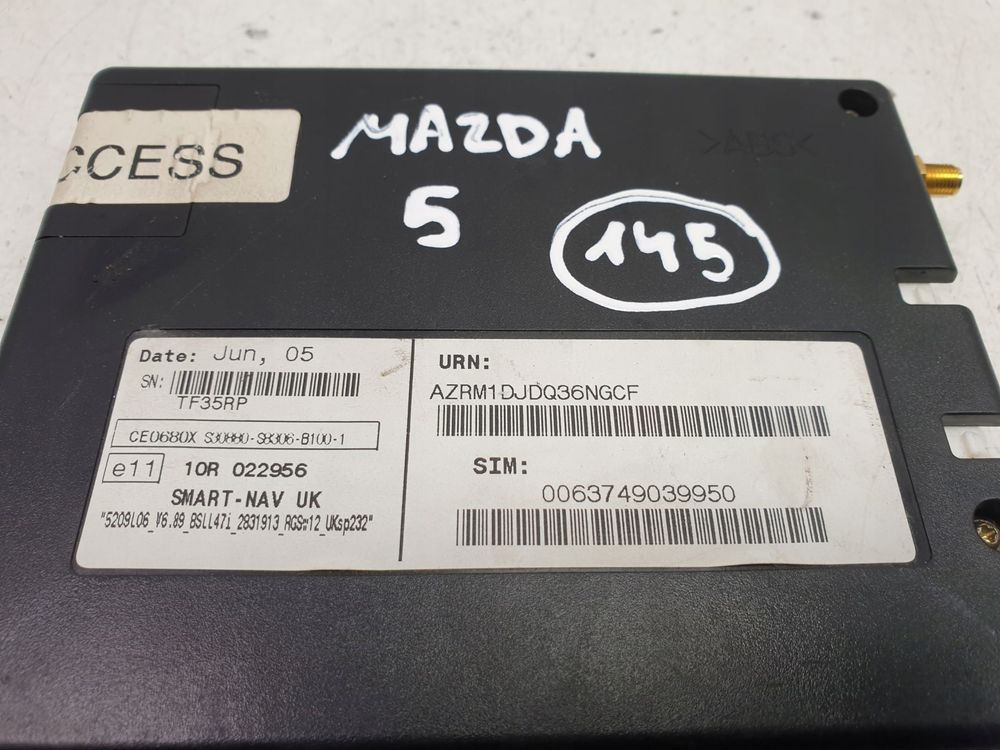 CCESS
MAZDA
5
145
>ABS<
Date: Jun, 05
SN:
TF35RP
CE0680X S30880-S8306-B100-1
e11 10R 022956
SMART-NAV UK
"5209L06_V6.89_BSLL47i_2831913_RGS=12_UKsp232"
URN:
AZRM1DJDQ36NGCF
SIM:
0063749039950